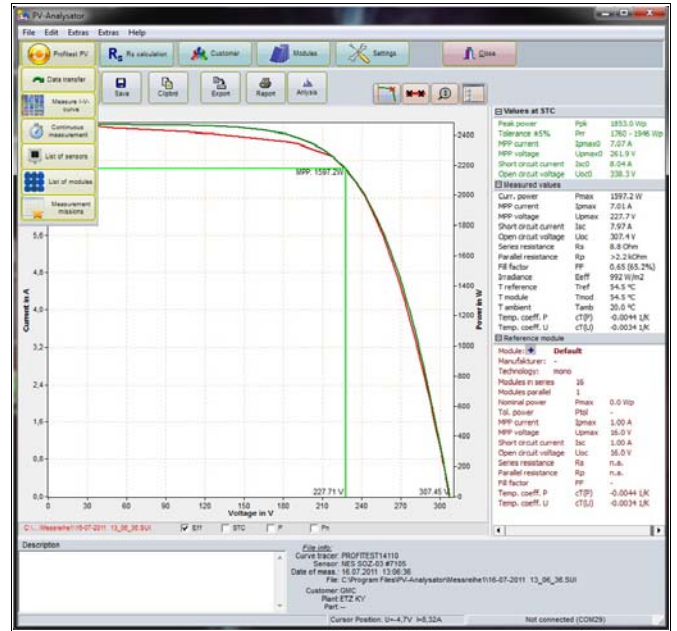 PV-Analysator
File Edit Extras Extras Help
Profitest PV
Rs Rs calculation
Customer
Modules
Settings
Close
Data transfer
Measure I-V-curve
Continuous measurement
List of sensors
List of modules
Measurement missions
Save
Clipbrd
Export
Report
Anlysis
Values at STC
Peak power Ppk 1853.0 Wp
Tolerance ±5% Prr 1760 - 1946 Wp
MPP current Ipmax0 7.07 A
MPP voltage Upmax0 261.9 V
Short circuit current Isc0 8.04 A
Open circuit voltage Uoc0 338.3 V
Measured values
Curr. power Pmax 1597.2 W
MPP current Ipmax 7.01 A
MPP voltage Upmax 227.7 V
Short circuit current Isc 7.97 A
Open circuit voltage Uoc 307.4 V
Series resistance Rs 8.8 Ohm
Parallel resistance Rp >2.2 kOhm
Fill factor FF 0.65 (65.2%)
Irradiance Eeff 992 W/m2
T reference Tref 54.5 °C
T module Tmod 54.5 °C
T ambient Tamb 20.0 °C
Temp. coeff. P cT(P) -0.0044 1/K
Temp. coeff. U cT(U) -0.0034 1/K
Reference module
Module: Default
Manufakturer: -
Technology: mono
Modules in series 16
Modules parallel 1
Nominal power Pmax 0.0 Wp
Tol. power Ptol -
MPP current Ipmax 1.00 A
MPP voltage Upmax 16.0 V
Short circuit current Isc 1.00 A
Open circuit voltage Uoc 16.0 V
Series resistance Rs n.a.
Parallel resistance Rp n.a.
Fill factor FF -
Temp. coeff. P cT(P) -0.0044 1/K
Temp. coeff. U cT(U) -0.0034 1/K
MPP: 1597.2W
Current in A
5,6
4,8
3,2
2,4
1,6
0,8
0,0
2400
2200
2000
1400
1200
1000
800
600
400
200
0
Power in W
227.71 V
307.45 V
0 30 60 90 120 150 180 210 240 270 300
Voltage in V
C:\...\Messreihe1\16-07-2011 13_06_36.SUI
Eff STC P Pn
Description
File info:
Curve tracer: PROFITEST14110
Sensor: NES SOZ-03 #7105
Date of meas.: 16.07.2011 13:06:36
File: C:\Program Files\PV-Analysator\Messreihe1\16-07-2011 13_06_36.SUI
Customer: GMC
Plant: ETZ KV
Part: --
Cursor Position: U=-4,7V I=8,32A
Not connected (COM29)